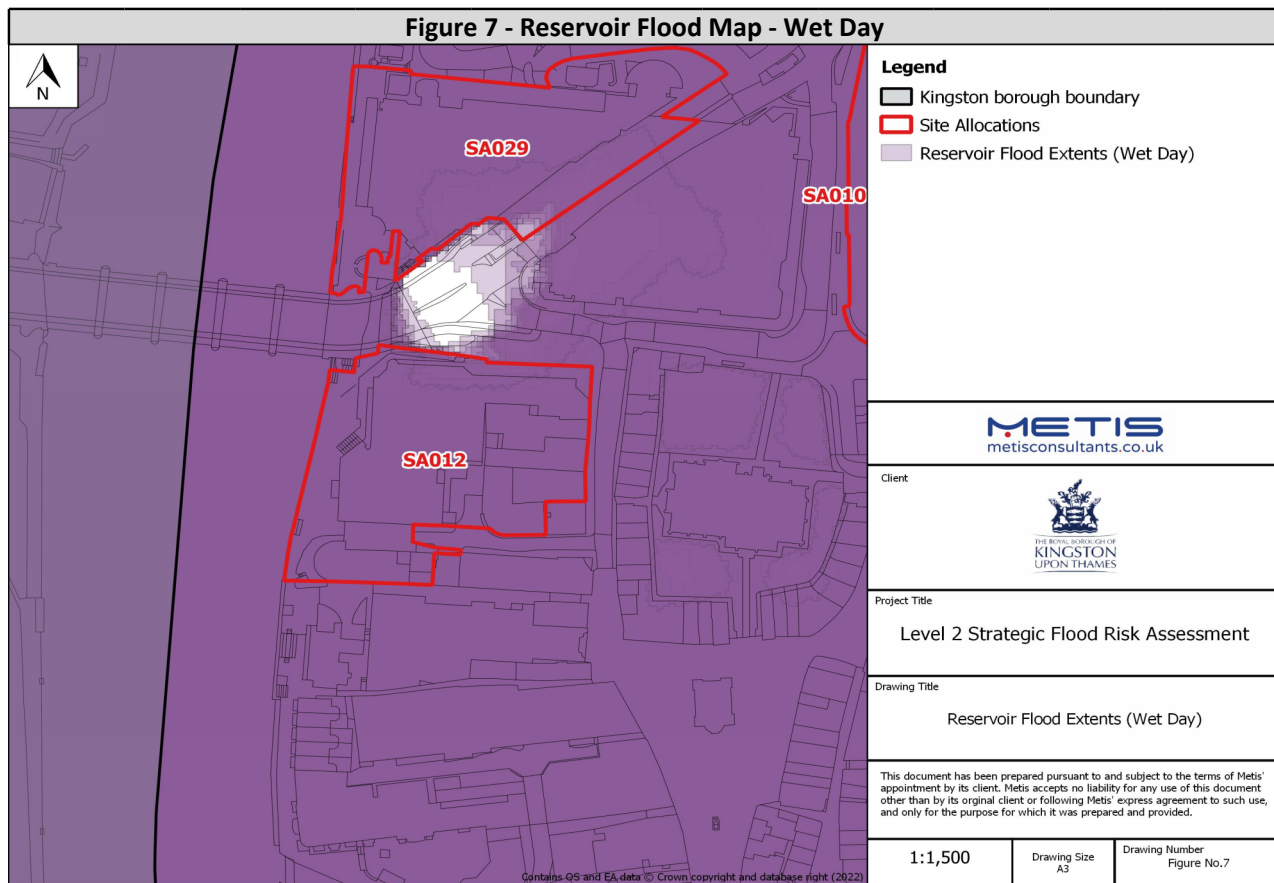 Figure 7 - Reservoir Flood Map - Wet Day
N
SA029
SA010
SA012
Contains OS and EA data © Crown copyright and database right (2022)
Legend
Kingston borough boundary
Site Allocations
Reservoir Flood Extents (Wet Day)
METIS
metisconsultants.co.uk
Client
THE ROYAL BOROUGH OF
KINGSTON
UPON THAMES
Project Title
Level 2 Strategic Flood Risk Assessment
Drawing Title
Reservoir Flood Extents (Wet Day)
This document has been prepared pursuant to and subject to the terms of Metis'
appointment by its client. Metis accepts no liability for any use of this document
other than by its orginal client or following Metis' express agreement to such use,
and only for the purpose for which it was prepared and provided.
1:1,500
Drawing Size
A3
Drawing Number
Figure No.7